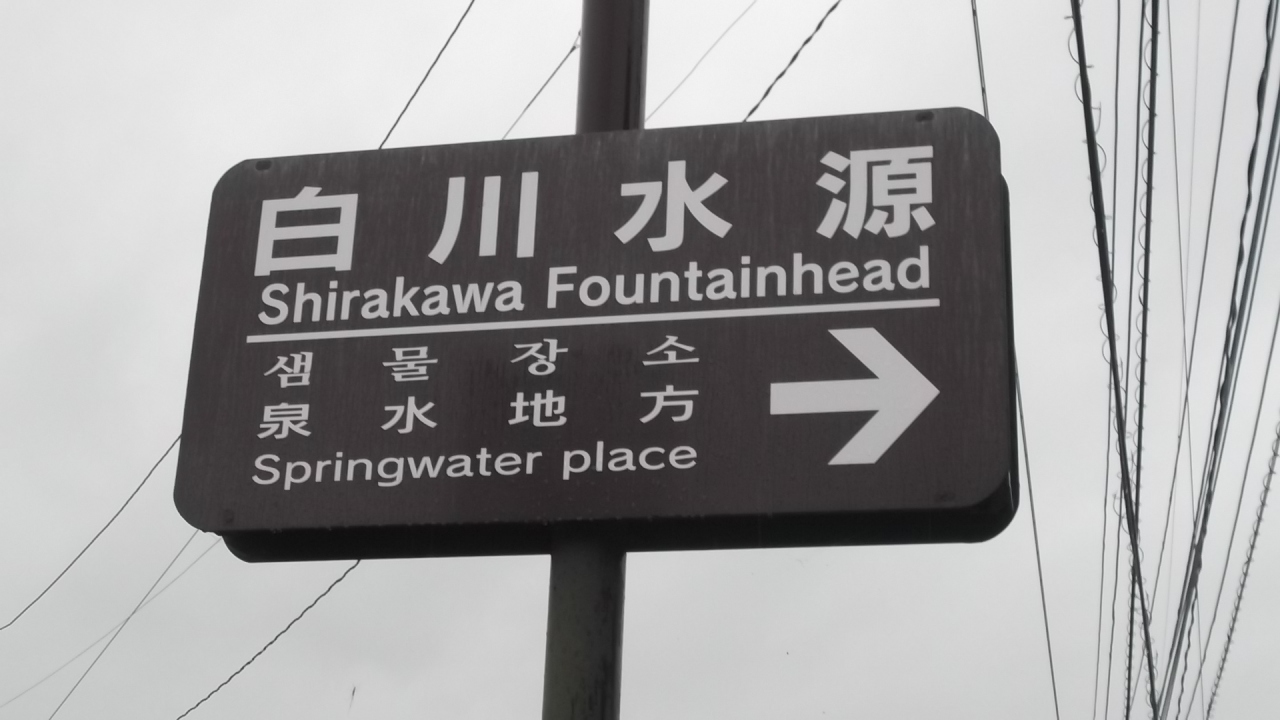 白川水源
Shirakawa Fountainhead
샘물장소
泉水地方
Springwater place